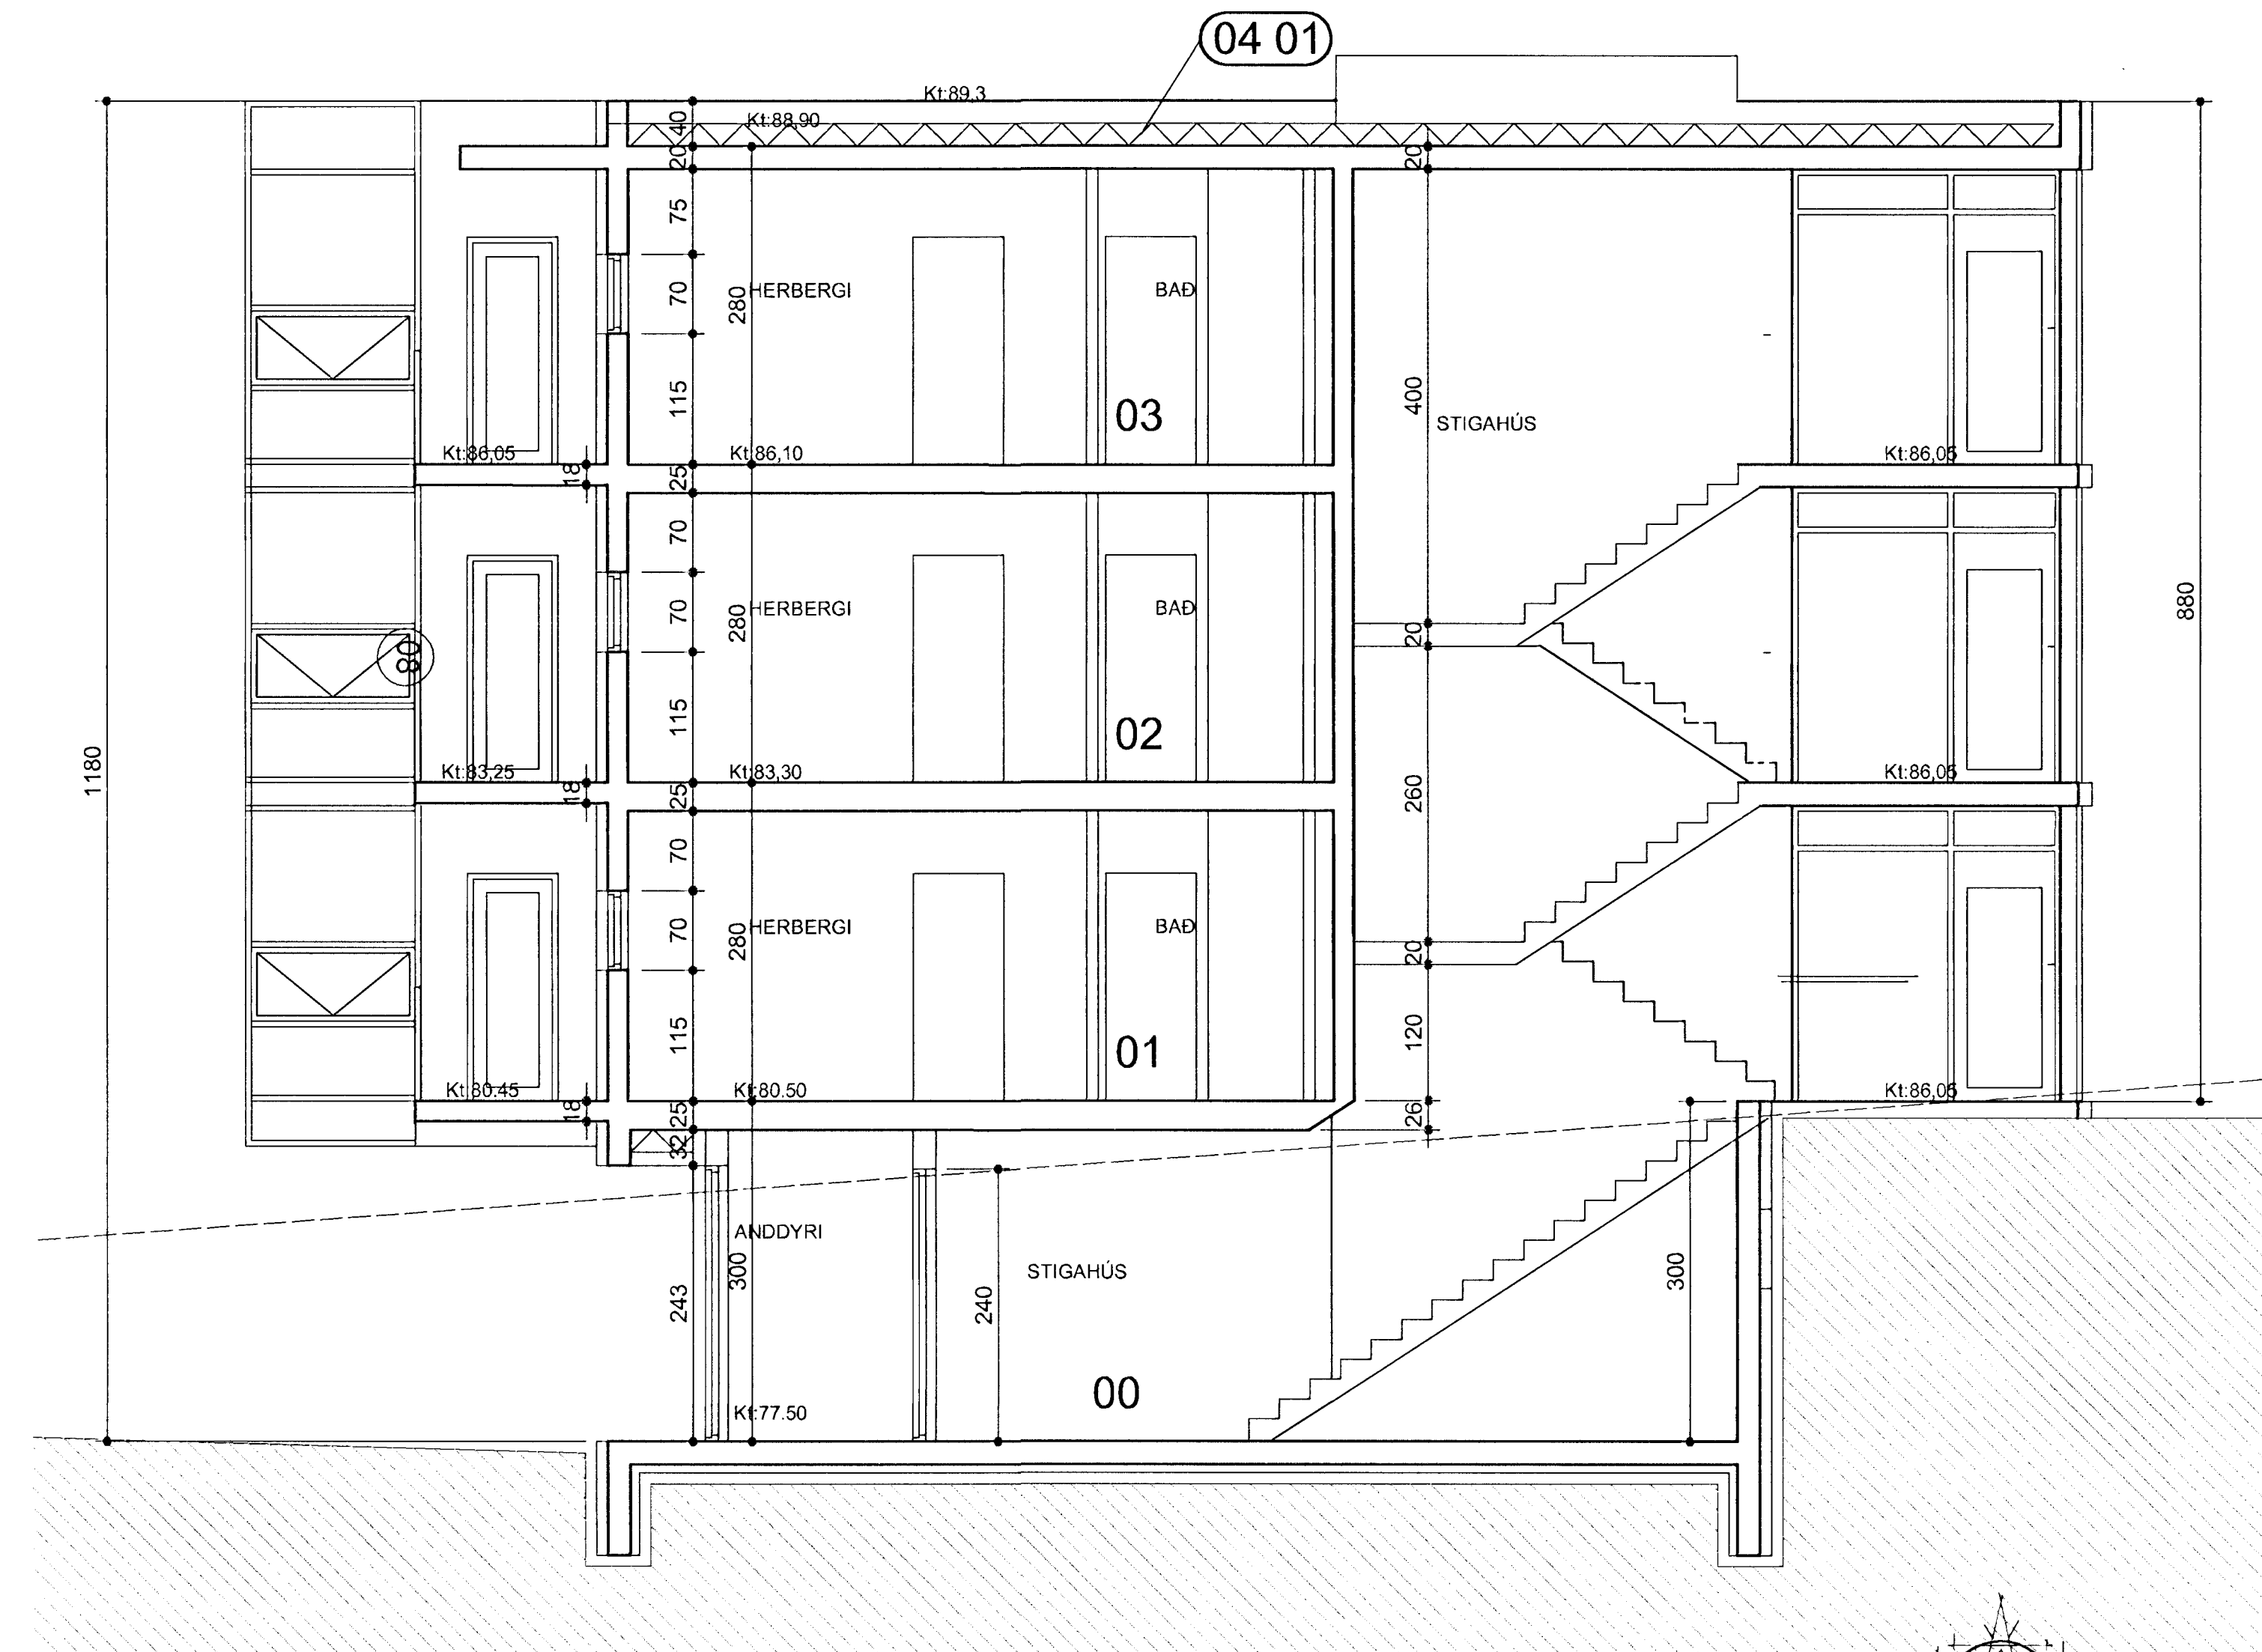 04 01
Kt:89,3
Kt:88,90
40
20
20
75
70
280
HERBERGI
BAÐ
115
03
400
STIGAHÚS
Kt:86,05
18
Kt:86,10
25
Kt:86,05
70
70
280
HERBERGI
BAÐ
20
880
80
115
02
1180
Kt:83,25
18
Kt:83,30
25
260
Kt:86,05
70
70
280
HERBERGI
BAÐ
20
115
01
120
Kt:80.45
18
Kt:80.50
25
26
Kt:86,05
32
ANDDYRI
243
300
STIGAHÚS
240
300
00
Kt:77.50